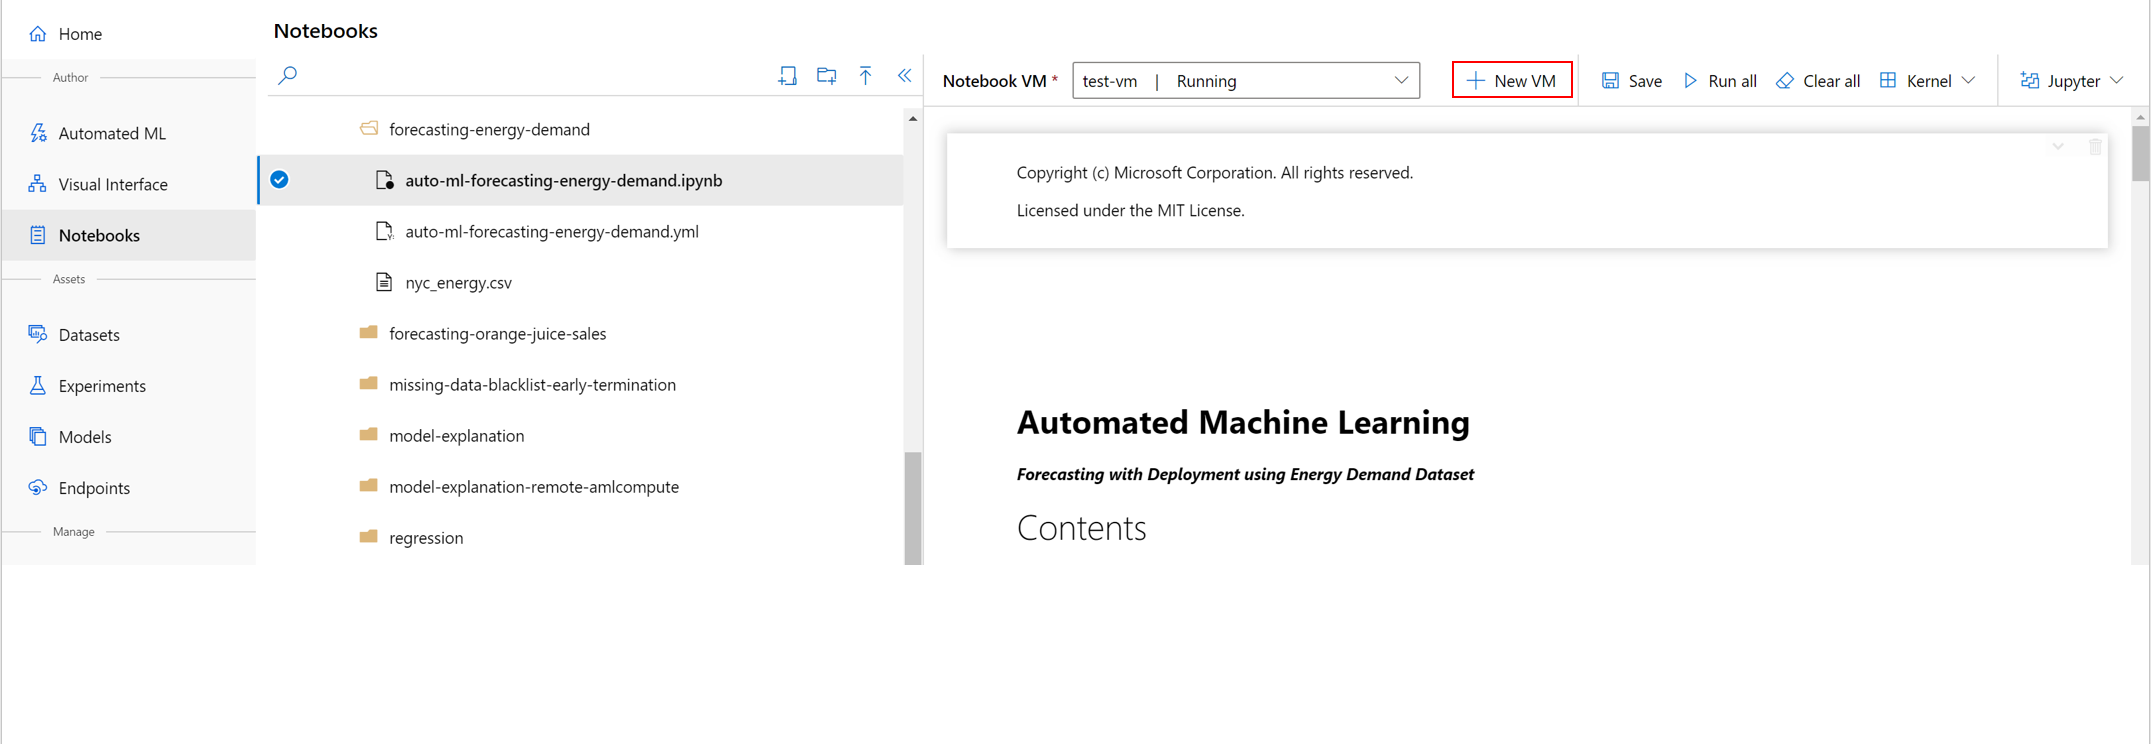 Home
Author
Automated ML
Visual Interface
Notebooks
Assets
Datasets
Experiments
Models
Endpoints
Manage
Notebooks
forecasting-energy-demand
auto-ml-forecasting-energy-demand.ipynb
auto-ml-forecasting-energy-demand.yml
nyc_energy.csv
forecasting-orange-juice-sales
missing-data-blacklist-early-termination
model-explanation
model-explanation-remote-amlcompute
regression
Notebook VM * test-vm | Running New VM Save Run all Clear all Kernel Jupyter
Copyright (c) Microsoft Corporation. All rights reserved.
Licensed under the MIT License.
Automated Machine Learning
Forecasting with Deployment using Energy Demand Dataset
Contents